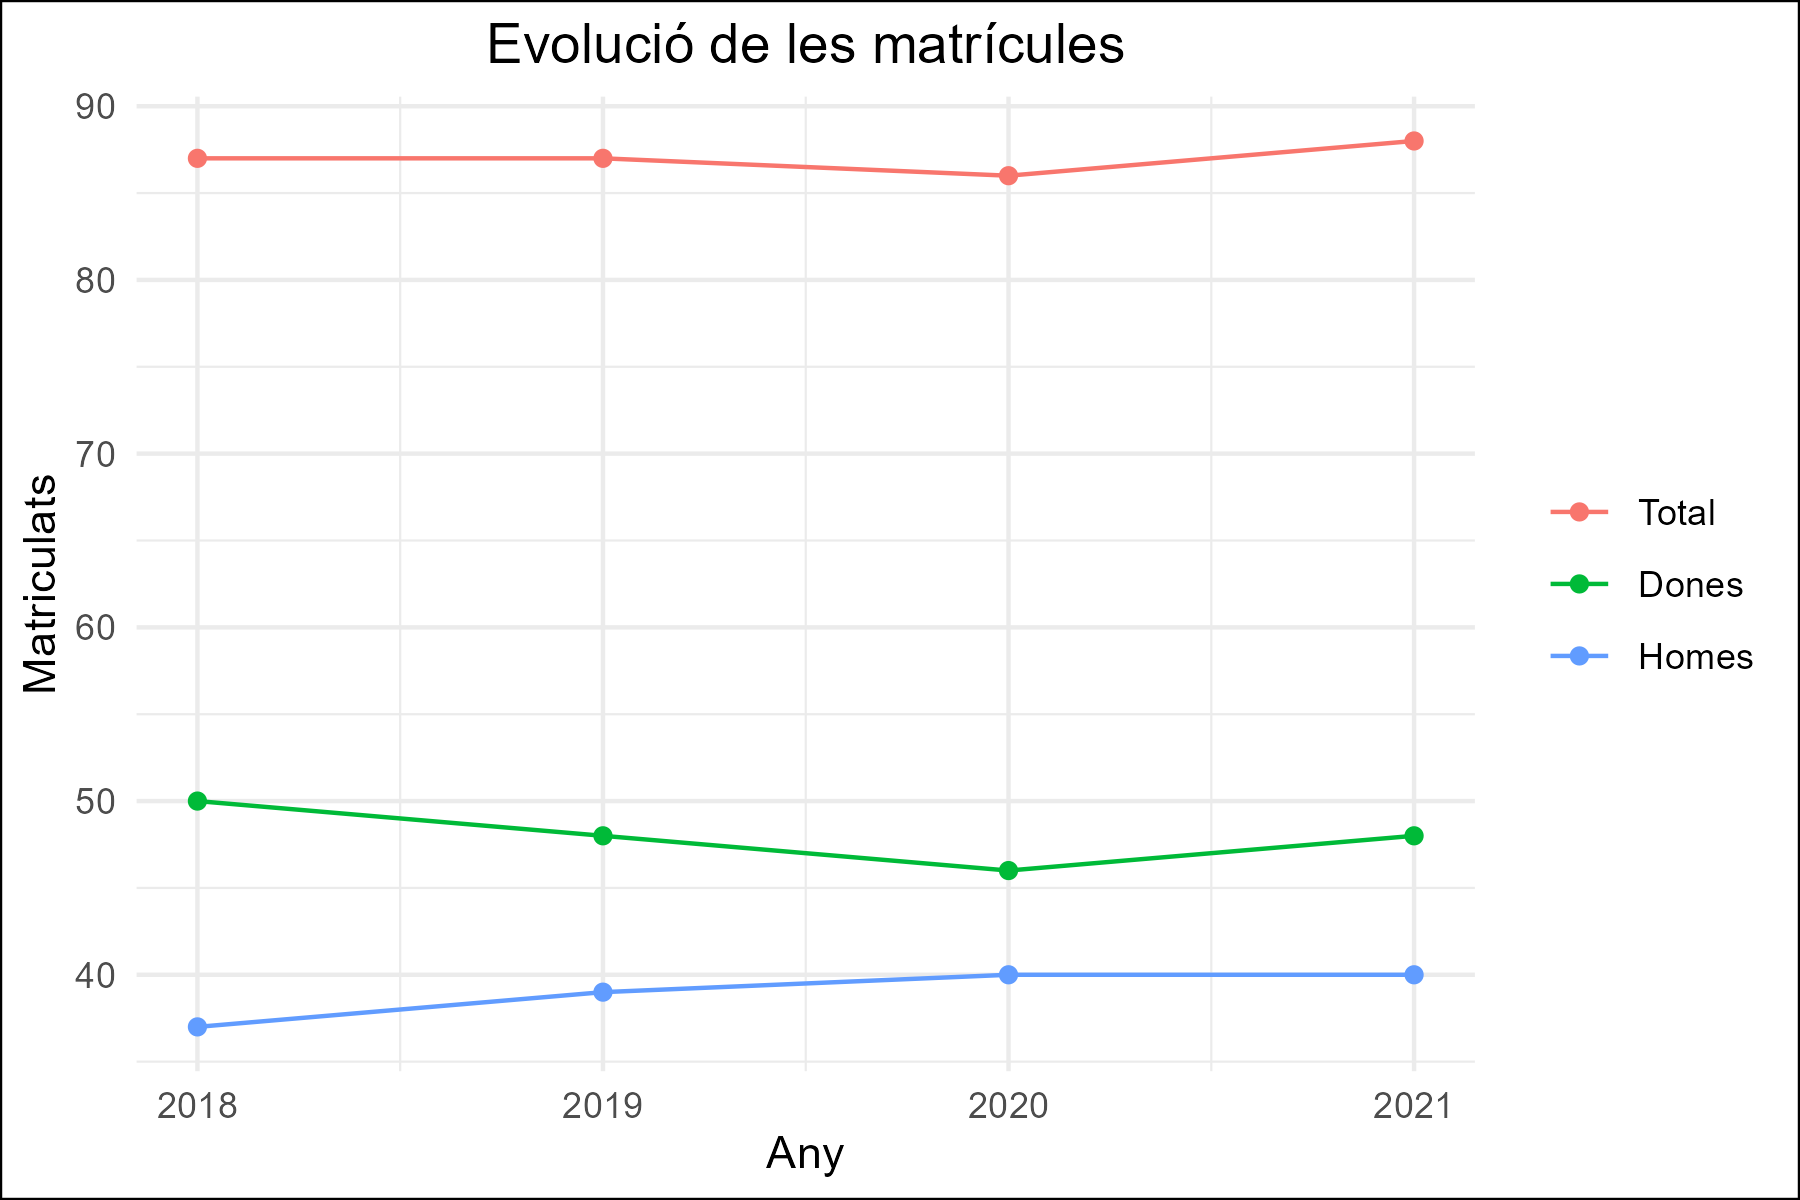 Evolució de les matrícules
90
80
70
60
50
40
Matriculats
2018 2019 2020 2021
Any
Total
Dones
Homes